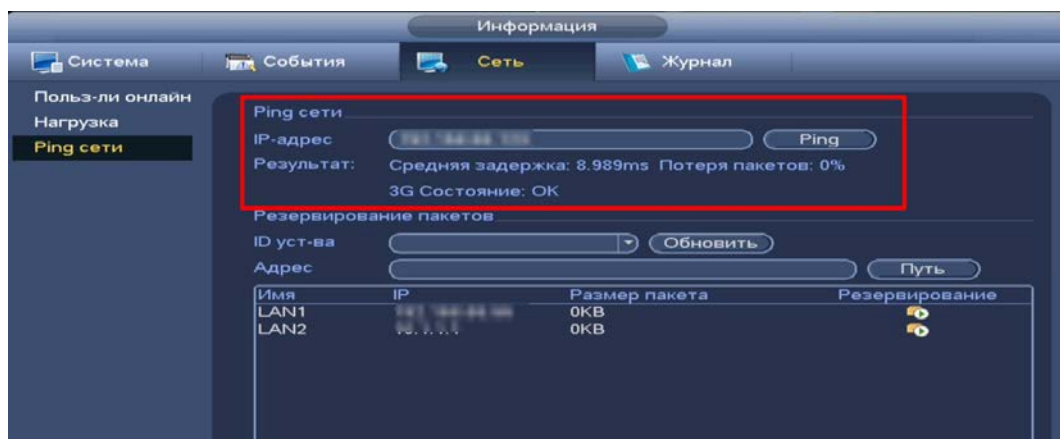 Информация
Система События Сеть Журнал
Польз-ли онлайн
Нагрузка
Ping сети
Ping сети
IP-адрес Ping
Результат: Средняя задержка: 8.989ms Потеря пакетов: 0%
3G Состояние: OK
Резервирование пакетов
ID уст-ва Обновить
Адрес Путь
Имя IP Размер пакета Резервирование
LAN1 0KB
LAN2 0KB